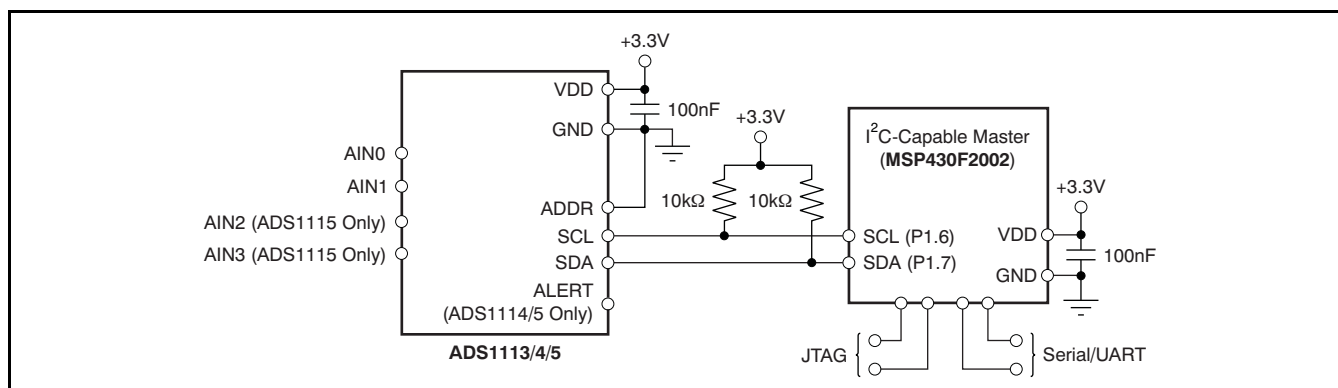 +3.3V
VDD
100nF
GND
AIN0
AIN1
AIN2 (ADS1115 Only)
AIN3 (ADS1115 Only)
ADDR
SCL
SDA
ALERT
(ADS1114/5 Only)
ADS1113/4/5
+3.3V
10kΩ
10kΩ
I²C-Capable Master
(MSP430F2002)
SCL (P1.6)
SDA (P1.7)
+3.3V
VDD
100nF
GND
JTAG
Serial/UART